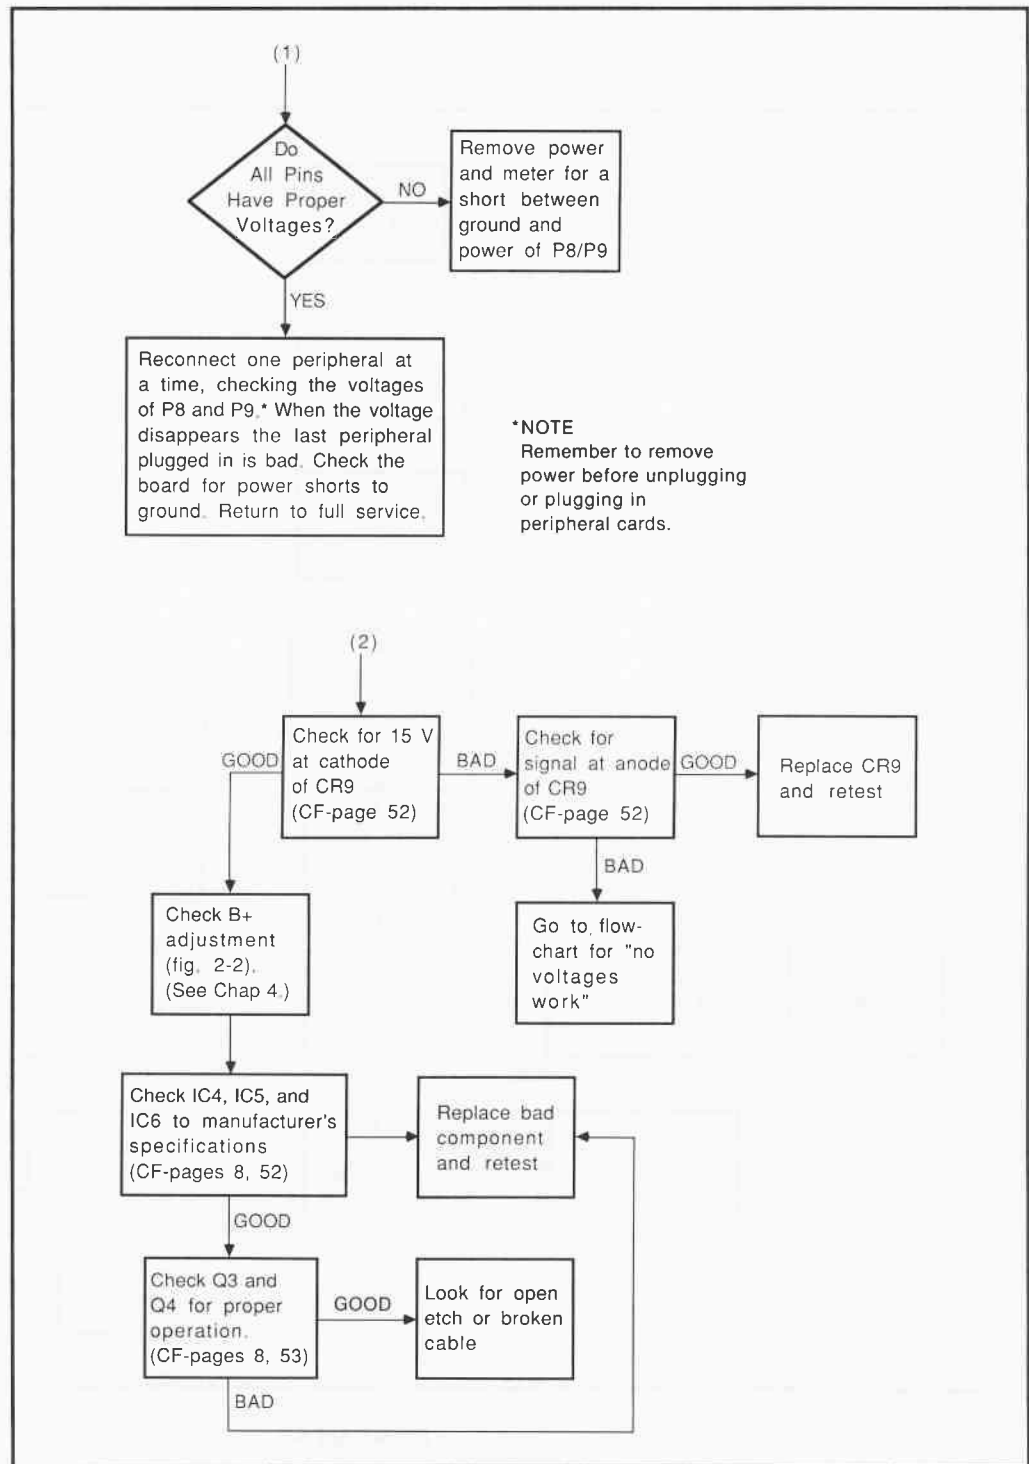 (1)
Do
All Pins
Have Proper
Voltages?
NO
Remove power
and meter for a
short between
ground and
power of P8/P9
YES
Reconnect one peripheral at
a time, checking the voltages
of P8 and P9.* When the voltage
disappears the last peripheral
plugged in is bad. Check the
board for power shorts to
ground. Return to full service.
*NOTE
Remember to remove
power before unplugging
or plugging in
peripheral cards.
(2)
Check for 15 V
at cathode
of CR9
(CF-page 52)
GOOD
BAD
Check for
signal at anode
of CR9
(CF-page 52)
GOOD
Replace CR9
and retest
BAD
Go to flow-
chart for "no
voltages
work"
Check B+
adjustment
(fig. 2-2).
(See Chap 4.)
Check IC4, IC5, and
IC6 to manufacturer's
specifications
(CF-pages 8, 52)
Replace bad
component
and retest
GOOD
Check Q3 and
Q4 for proper
operation.
(CF-pages 8, 53)
GOOD
Look for open
etch or broken
cable
BAD